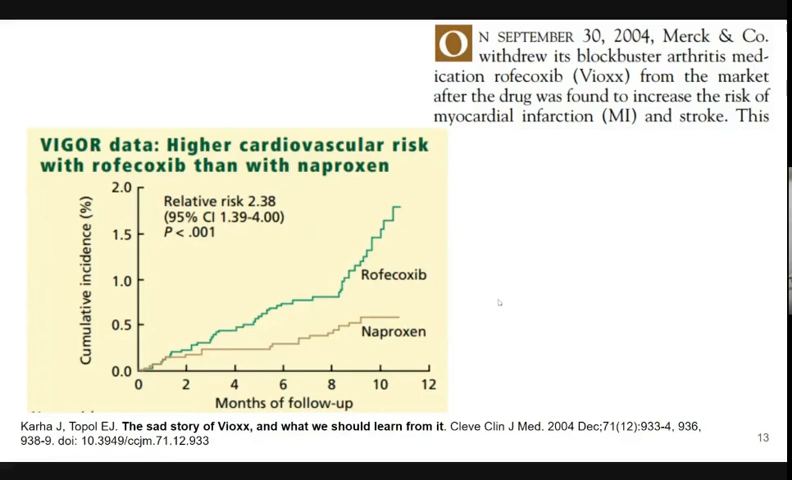 ON SEPTEMBER 30, 2004, Merck & Co.
withdrew its blockbuster arthritis med-
ication rofecoxib (Vioxx) from the market
after the drug was found to increase the risk of
myocardial infarction (MI) and stroke. This
VIGOR data: Higher cardiovascular risk
with rofecoxib than with naproxen
Cumulative incidence (%)
2.0
1.5
1.0
0.5
0.0
Relative risk 2.38
(95% CI 1.39-4.00)
P < .001
Rofecoxib
Naproxen
0 2 4 6 8 10 12
Months of follow-up
Karha J, Topol EJ. The sad story of Vioxx, and what we should learn from it. Cleve Clin J Med. 2004 Dec;71(12):933-4, 936,
938-9. doi: 10.3949/ccjm.71.12.933
13